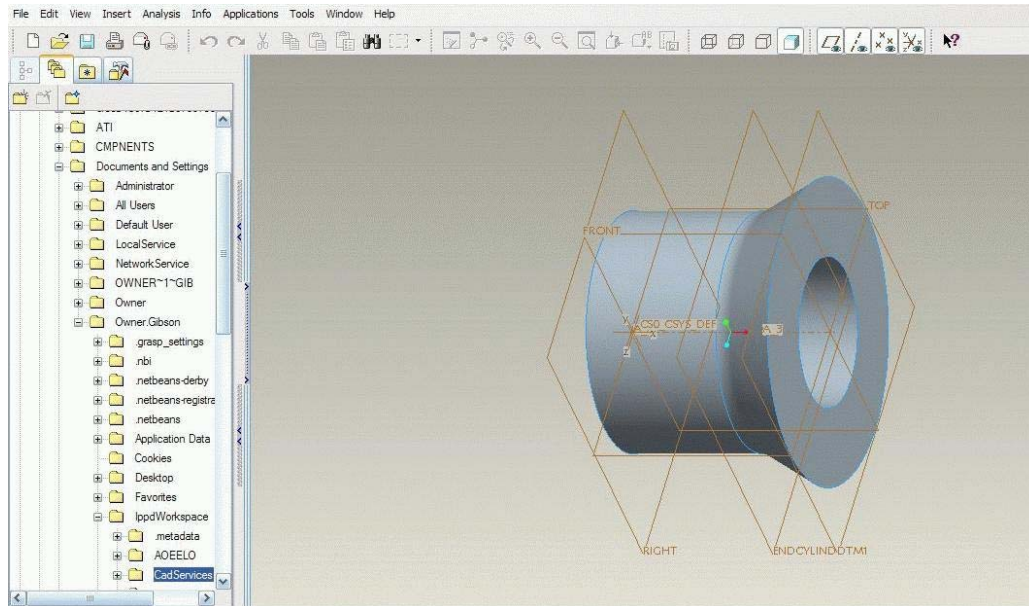 File Edit View Insert Analysis Info Applications Tools Window Help
ATI
CMPNENTS
Documents and Settings
Administrator
All Users
Default User
LocalService
NetworkService
OWNER~1~GIB
Owner
Owner.Gibson
.grasp_settings
.nbi
.netbeans-derby
.netbeans-registra
.netbeans
Application Data
Cookies
Desktop
Favorites
IppdWorkspace
.metadata
AOEELO
CadServices
TOP
FRONT
Y CS0 CSYS_DEF
X
A_3
Z
RIGHT
ENDCYLINDDTM1